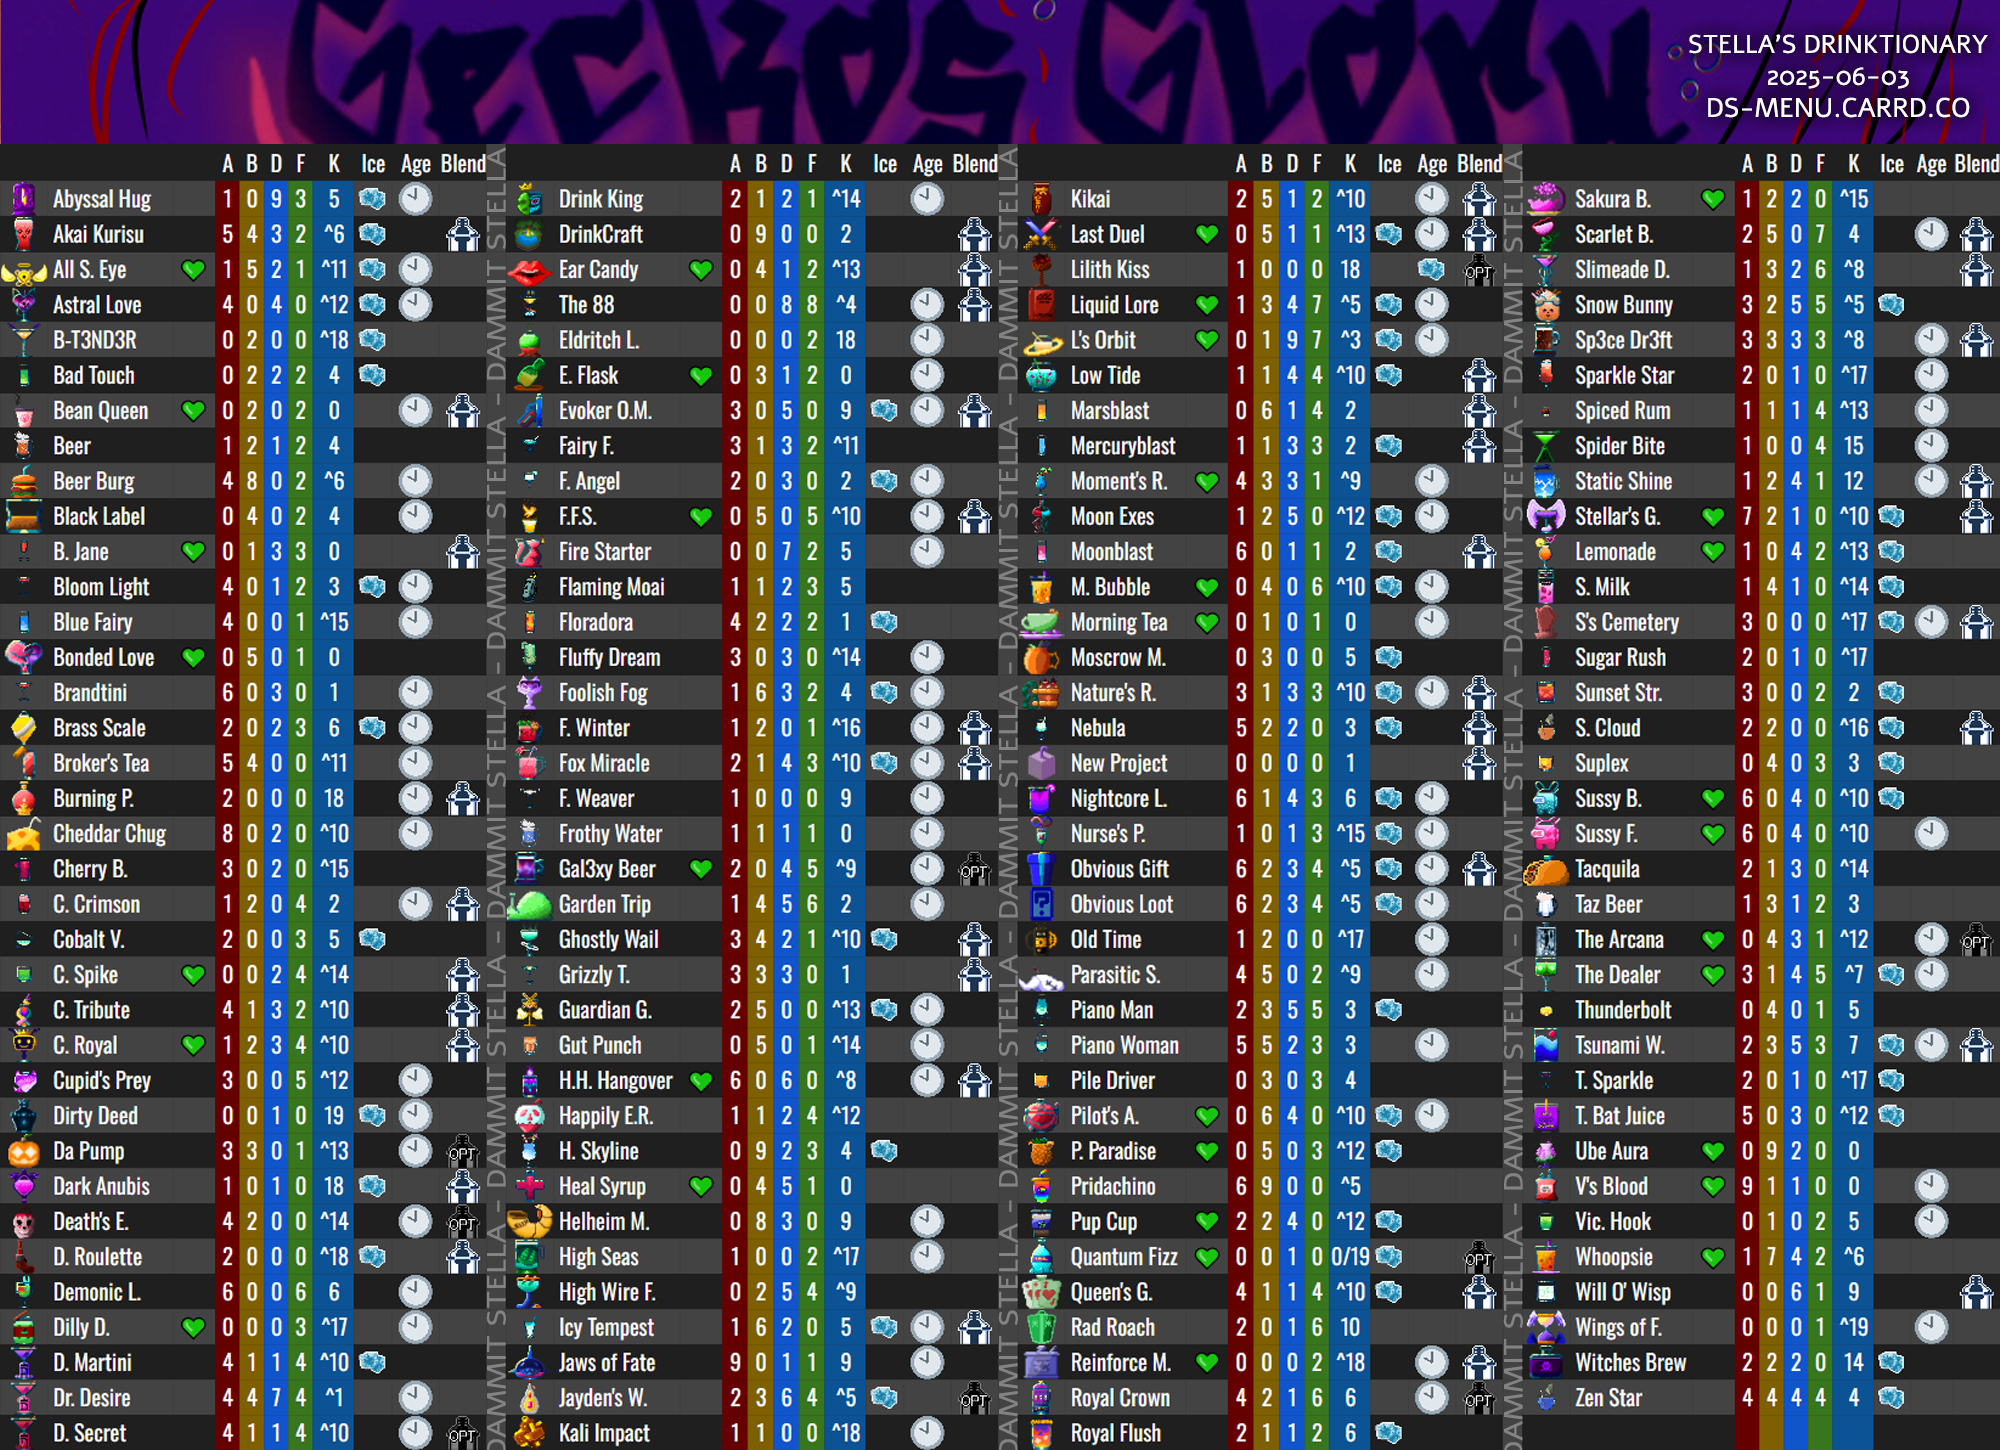 Geckos Glory
STELLA'S DRINKTIONARY
2025-06-03
DS-MENU.CARRD.CO
A B D F K Ice Age Blend
Abyssal Hug 1 0 9 3 5
Akai Kurisu 5 4 3 2 ^6
All S. Eye 1 5 2 1 ^11
Astral Love 4 0 4 0 ^12
B-T3ND3R 0 2 0 0 ^18
Bad Touch 0 2 2 2 4
Bean Queen 0 2 0 2 0
Beer 1 2 1 2 4
Beer Burg 4 8 0 2 ^6
Black Label 0 4 0 2 4
B. Jane 0 1 3 3 0
Bloom Light 4 0 1 2 3
Blue Fairy 4 0 0 1 ^15
Bonded Love 0 5 0 1 0
Brandtini 6 0 3 0 1
Brass Scale 2 0 2 3 6
Broker's Tea 5 4 0 0 ^11
Burning P. 2 0 0 0 18
Cheddar Chug 8 0 2 0 ^10
Cherry B. 3 0 2 0 ^15
C. Crimson 1 2 0 4 2
Cobalt V. 2 0 0 3 5
C. Spike 0 0 2 4 ^14
C. Tribute 4 1 3 2 ^10
C. Royal 1 2 3 4 ^10
Cupid's Prey 3 0 0 5 ^12
Dirty Deed 0 0 1 0 19
Da Pump 3 3 0 1 ^13 OPT
Dark Anubis 1 0 1 0 18
Death's E. 4 2 0 0 ^14 OPT
D. Roulette 2 0 0 0 ^18
Demonic L. 6 0 0 6 6
Dilly D. 0 0 0 3 ^17
D. Martini 4 1 1 4 ^10
Dr. Desire 4 4 7 4 ^1
D. Secret 4 1 1 4 ^10 OPT
DAMMIT STELLA - DAMMIT STELLA - DAMMIT STELLA - DAMMIT STELLA
A B D F K Ice Age Blend
Drink King 2 1 2 1 ^14
DrinkCraft 0 9 0 0 2
Ear Candy 0 4 1 2 ^13
The 88 0 0 8 8 ^4
Eldritch L. 0 0 0 2 18
E. Flask 0 3 1 2 0
Evoker O.M. 3 0 5 0 9
Fairy F. 3 1 3 2 ^11
F. Angel 2 0 3 0 2
F.F.S. 0 5 0 5 ^10
Fire Starter 0 0 7 2 5
Flaming Moai 1 1 2 3 5
Floradora 4 2 2 2 1
Fluffy Dream 3 0 3 0 ^14
Foolish Fog 1 6 3 2 4
F. Winter 1 2 0 1 ^16
Fox Miracle 2 1 4 3 ^10
F. Weaver 1 0 0 0 9
Frothy Water 1 1 1 1 0
Gal3xy Beer 2 0 4 5 ^9 OPT
Garden Trip 1 4 5 6 2
Ghostly Wail 3 4 2 1 ^10
Grizzly T. 3 3 3 0 1
Guardian G. 2 5 0 0 ^13
Gut Punch 0 5 0 1 ^14
H.H. Hangover 6 0 6 0 ^8
Happily E.R. 1 1 2 4 ^12
H. Skyline 0 9 2 3 4
Heal Syrup 0 4 5 1 0
Helheim M. 0 8 3 0 9
High Seas 1 0 0 2 ^17
High Wire F. 0 2 5 4 ^9
Icy Tempest 1 6 2 0 5
Jaws of Fate 9 0 1 1 9
Jayden's W. 2 3 6 4 ^5 OPT
Kali Impact 1 1 0 0 ^18
DAMMIT STELLA - DAMMIT STELLA - DAMMIT STELLA - DAMMIT STELLA
A B D F K Ice Age Blend
Kikai 2 5 1 2 ^10
Last Duel 0 5 1 1 ^13
Lilith Kiss 1 0 0 0 18 OPT
Liquid Lore 1 3 4 7 ^5
L's Orbit 0 1 9 7 ^3
Low Tide 1 1 4 4 ^10
Marsblast 0 6 1 4 2
Mercuryblast 1 1 3 3 2
Moment's R. 4 3 3 1 ^9
Moon Exes 1 2 5 0 ^12
Moonblast 6 0 1 1 2
M. Bubble 0 4 0 6 ^10
Morning Tea 0 1 0 1 0
Moscrow M. 0 3 0 0 5
Nature's R. 3 1 3 3 ^10
Nebula 5 2 2 0 3
New Project 0 0 0 0 1
Nightcore L. 6 1 4 3 6
Nurse's P. 1 0 1 3 ^15
Obvious Gift 6 2 3 4 ^5
Obvious Loot 6 2 3 4 ^5
Old Time 1 2 0 0 ^17
Parasitic S. 4 5 0 2 ^9
Piano Man 2 3 5 5 3
Piano Woman 5 5 2 3 3
Pile Driver 0 3 0 3 4
Pilot's A. 0 6 4 0 ^10
P. Paradise 0 5 0 3 ^12
Pridachino 6 9 0 0 ^5
Pup Cup 2 2 4 0 ^12
Quantum Fizz 0 0 1 0 0/19 OPT
Queen's G. 4 1 1 4 ^10
Rad Roach 2 0 1 6 10
Reinforce M. 0 0 0 2 ^18
Royal Crown 4 2 1 6 6 OPT
Royal Flush 2 1 1 2 6
DAMMIT STELLA - DAMMIT STELLA - DAMMIT STELLA - DAMMIT STELLA
A B D F K Ice Age Blend
Sakura B. 1 2 2 0 ^15
Scarlet B. 2 5 0 7 4
Slimeade D. 1 3 2 6 ^8
Snow Bunny 3 2 5 5 ^5
Sp3ce Dr3ft 3 3 3 3 ^8
Sparkle Star 2 0 1 0 ^17
Spiced Rum 1 1 1 4 ^13
Spider Bite 1 0 0 4 15
Static Shine 1 2 4 1 12
Stellar's G. 7 2 1 0 ^10
Lemonade 1 0 4 2 ^13
S. Milk 1 4 1 0 ^14
S's Cemetery 3 0 0 0 ^17
Sugar Rush 2 0 1 0 ^17
Sunset Str. 3 0 0 2 2
S. Cloud 2 2 0 0 ^16
Suplex 0 4 0 3 3
Sussy B. 6 0 4 0 ^10
Sussy F. 6 0 4 0 ^10
Tacquila 2 1 3 0 ^14
Taz Beer 1 3 1 2 3
The Arcana 0 4 3 1 ^12 OPT
The Dealer 3 1 4 5 ^7
Thunderbolt 0 4 0 1 5
Tsunami W. 2 3 5 3 7
T. Sparkle 2 0 1 0 ^17
T. Bat Juice 5 0 3 0 ^12
Ube Aura 0 9 2 0 0
V's Blood 9 1 1 0 0
Vic. Hook 0 1 0 2 5
Whoopsie 1 7 4 2 ^6
Will O' Wisp 0 0 6 1 9
Wings of F. 0 0 0 1 ^19
Witches Brew 2 2 2 0 14
Zen Star 4 4 4 4 4